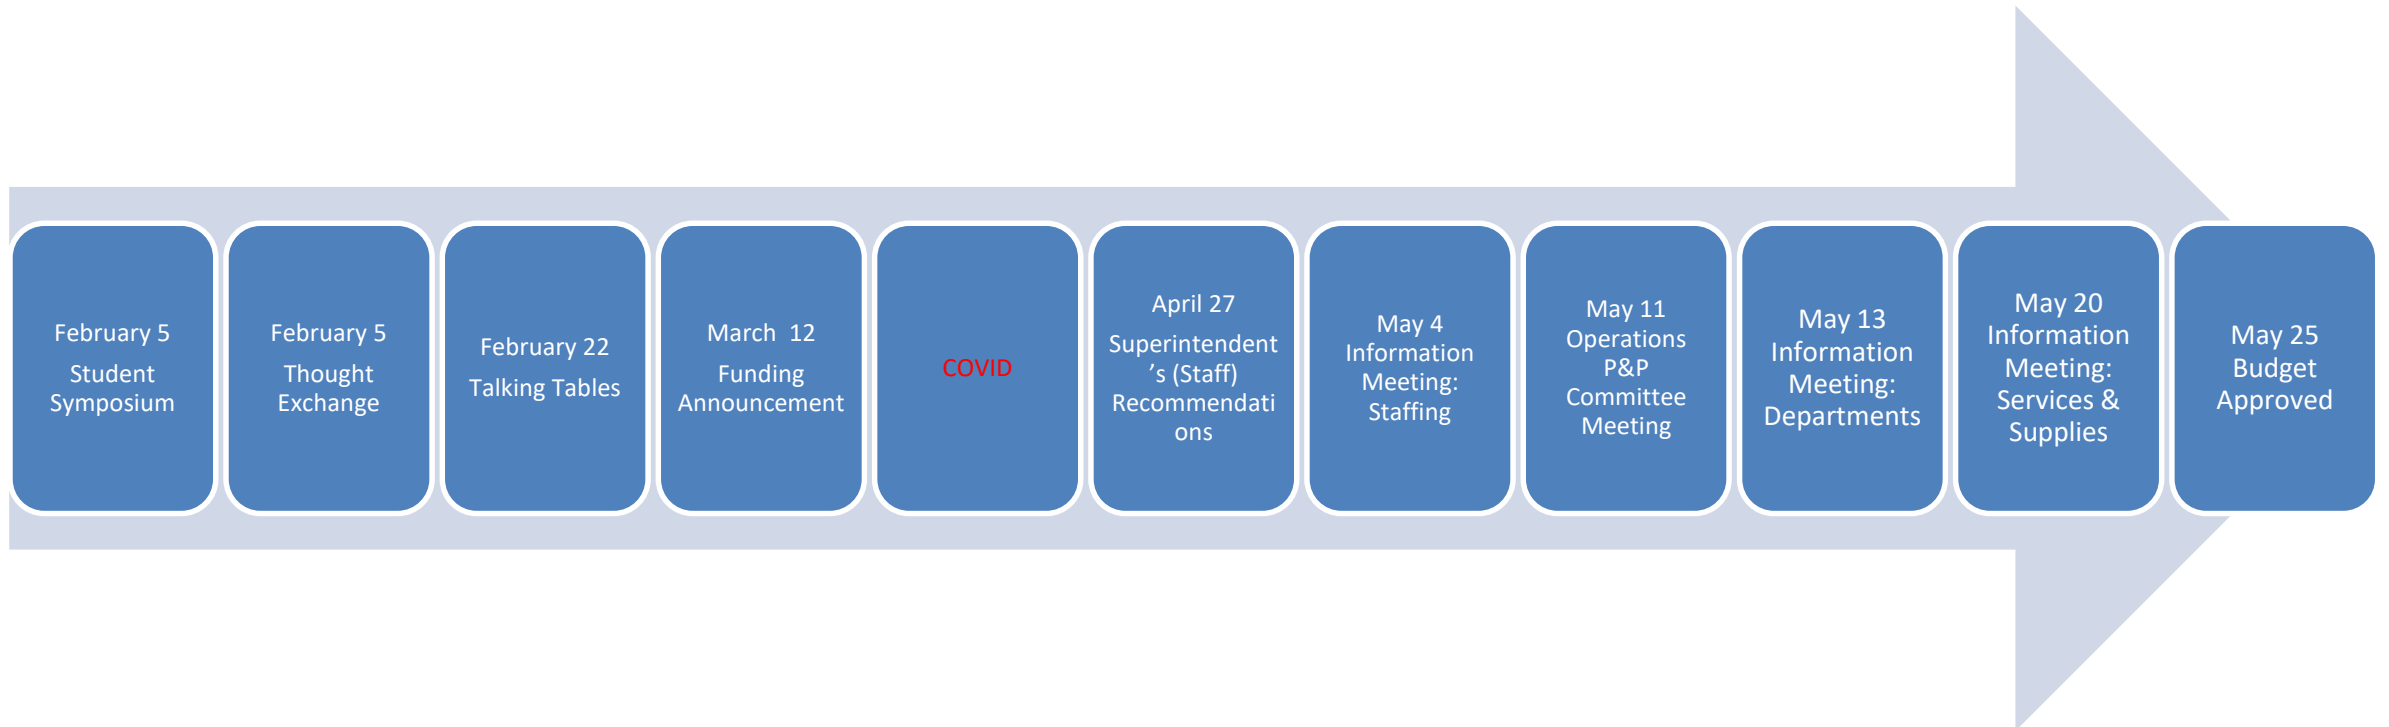 February 5
Student
Symposium
February 5
Thought
Exchange
February 22
Talking Tables
March  12
Funding
Announcement
COVID
April 27
Superintendent
’s (Staff)
Recommendati
ons
May 4
Information
Meeting:
Staffing
May 11
Operations
P&P
Committee
Meeting
May 13
Information
Meeting:
Departments
May 20
Information
Meeting:
Services &
Supplies
May 25
Budget
Approved